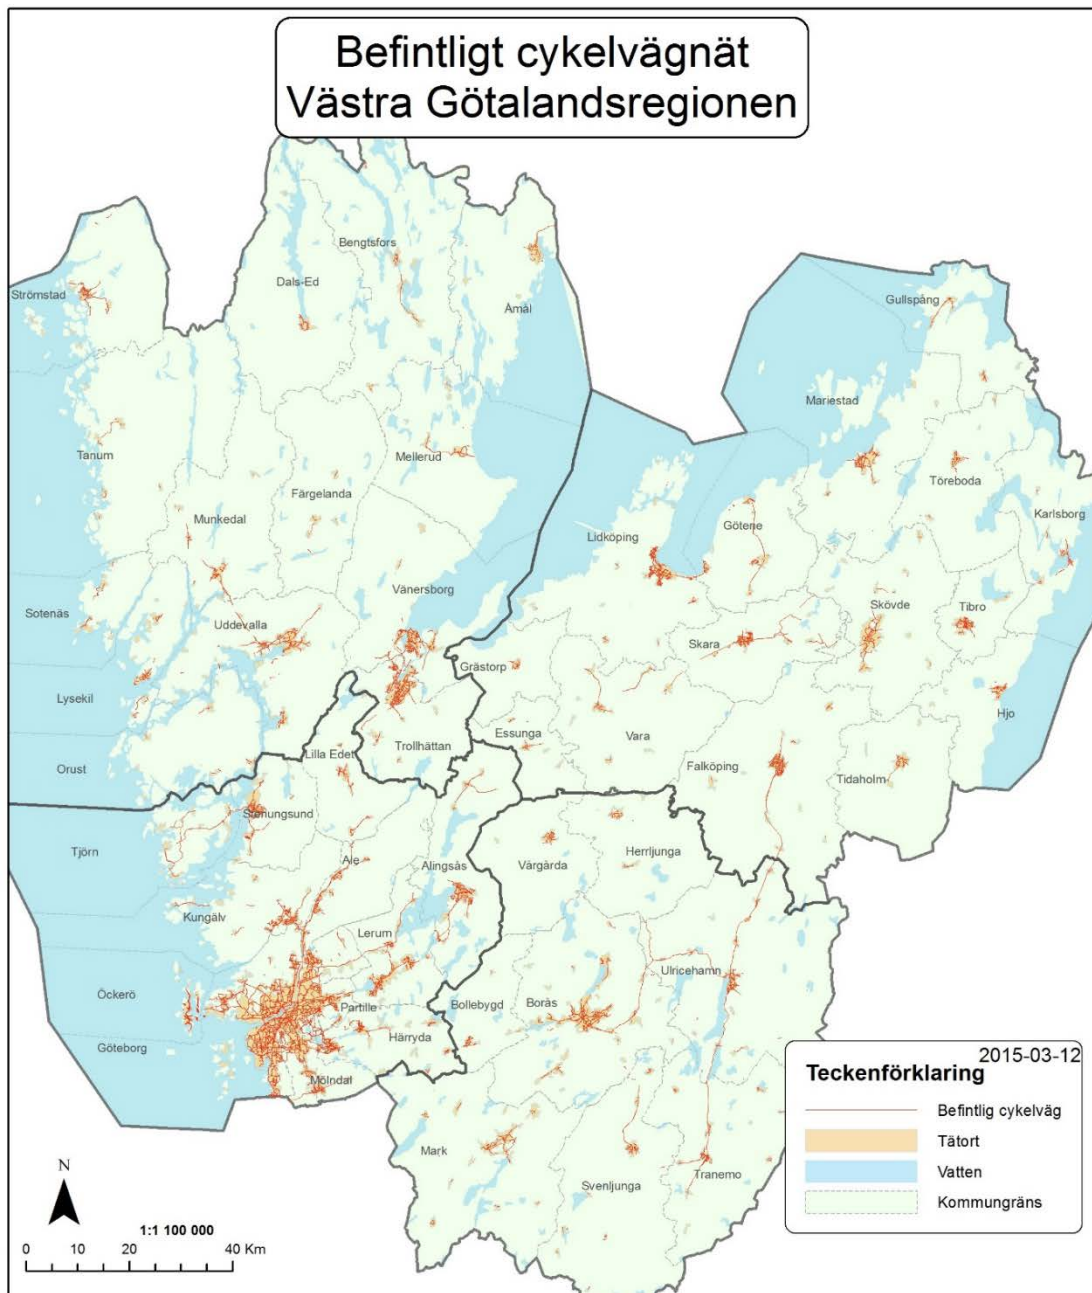 Befintligt cykelvägnät
Västra Götalandsregionen
Bengtsfors
Dals-Ed
Strömstad
Åmål
Gullspång
Mariestad
Tanum
Mellerud
Töreboda
Färgelanda
Munkedal
Karlsborg
Götene
Lidköping
Vänersborg
Sotenäs
Uddevalla
Skövde
Tibro
Skara
Grästorp
Lysekil
Hjo
Essunga
Vara
Trollhättan
Lilla Edet
Orust
Falköping
Tidaholm
Stenungsund
Tjörn
Ale
Alingsås
Vårgårda
Herrljunga
Kungälv
Lerum
Ulricehamn
Öckerö
Partille
Bollebygd
Borås
Göteborg
Härryda
Mölndal
Mark
Svenljunga
Tranemo
2015-03-12
Teckenförklaring
Befintlig cykelväg
Tätort
Vatten
Kommungräns
N
1:1 100 000
0 10 20 40 Km